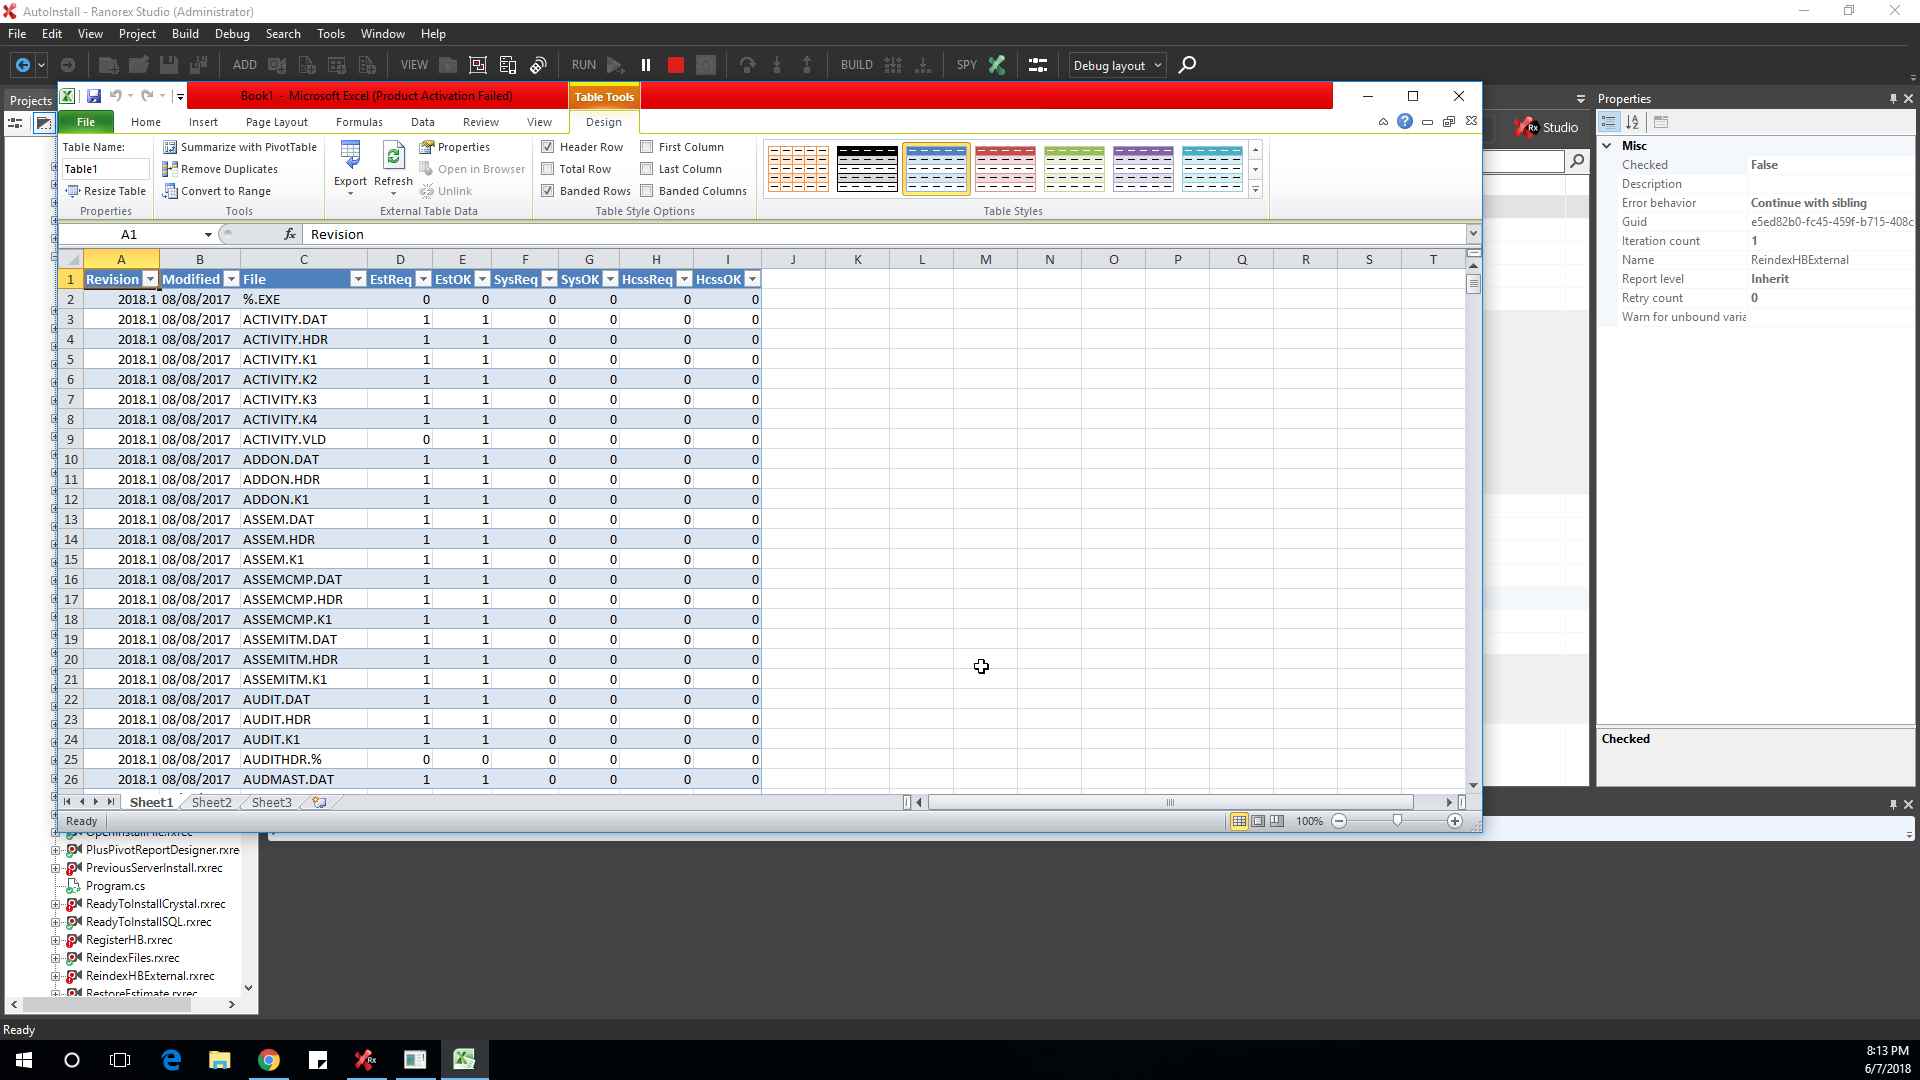 AutoInstall - Ranorex Studio (Administrator)
File Edit View Project Build Debug Search Tools Window Help
ADD VIEW RUN BUILD SPY Debug layout
Projects
Book1 - Microsoft Excel (Product Activation Failed) Table Tools
File Home Insert Page Layout Formulas Data Review View Design
Table Name:
Table1
Resize Table
Properties
Summarize with PivotTable
Remove Duplicates
Convert to Range
Tools
Export Refresh
Properties
Open in Browser
Unlink
External Table Data
Header Row First Column
Total Row Last Column
Banded Rows Banded Columns
Table Style Options
Table Styles
A1 fx Revision
A B C D E F G H I J K L M N O P Q R S T
1 Revision Modified File EstReq EstOK SysReq SysOK HcssReq HcssOK
2 2018.1 08/08/2017 %.EXE 0 0 0 0 0 0
3 2018.1 08/08/2017 ACTIVITY.DAT 1 1 0 0 0 0
4 2018.1 08/08/2017 ACTIVITY.HDR 1 1 0 0 0 0
5 2018.1 08/08/2017 ACTIVITY.K1 1 1 0 0 0 0
6 2018.1 08/08/2017 ACTIVITY.K2 1 1 0 0 0 0
7 2018.1 08/08/2017 ACTIVITY.K3 1 1 0 0 0 0
8 2018.1 08/08/2017 ACTIVITY.K4 1 1 0 0 0 0
9 2018.1 08/08/2017 ACTIVITY.VLD 0 1 0 0 0 0
10 2018.1 08/08/2017 ADDON.DAT 1 1 0 0 0 0
11 2018.1 08/08/2017 ADDON.HDR 1 1 0 0 0 0
12 2018.1 08/08/2017 ADDON.K1 1 1 0 0 0 0
13 2018.1 08/08/2017 ASSEM.DAT 1 1 0 0 0 0
14 2018.1 08/08/2017 ASSEM.HDR 1 1 0 0 0 0
15 2018.1 08/08/2017 ASSEM.K1 1 1 0 0 0 0
16 2018.1 08/08/2017 ASSEMCMP.DAT 1 1 0 0 0 0
17 2018.1 08/08/2017 ASSEMCMP.HDR 1 1 0 0 0 0
18 2018.1 08/08/2017 ASSEMCMP.K1 1 1 0 0 0 0
19 2018.1 08/08/2017 ASSEMITM.DAT 1 1 0 0 0 0
20 2018.1 08/08/2017 ASSEMITM.HDR 1 1 0 0 0 0
21 2018.1 08/08/2017 ASSEMITM.K1 1 1 0 0 0 0
22 2018.1 08/08/2017 AUDIT.DAT 1 1 0 0 0 0
23 2018.1 08/08/2017 AUDIT.HDR 1 1 0 0 0 0
24 2018.1 08/08/2017 AUDIT.K1 1 1 0 0 0 0
25 2018.1 08/08/2017 AUDITHDR.% 0 0 0 0 0 0
26 2018.1 08/08/2017 AUDMAST.DAT 1 1 0 0 0 0
Sheet1 Sheet2 Sheet3
Ready 100%
Rx Studio
Properties
Misc
Checked False
Description
Error behavior Continue with sibling
Guid e5ed82b0-fc45-459f-b715-408c
Iteration count 1
Name ReindexHBExternal
Report level Inherit
Retry count 0
Warn for unbound varia
Checked
OpenInstallFile.rxrec
PlusPivotReportDesigner.rxre
PreviousServerInstall.rxrec
Program.cs
ReadyToInstallCrystal.rxrec
ReadyToInstallSQL.rxrec
RegisterHB.rxrec
ReindexFiles.rxrec
ReindexHBExternal.rxrec
RestoreEstimate.rxrec
Ready
8:13 PM
6/7/2018